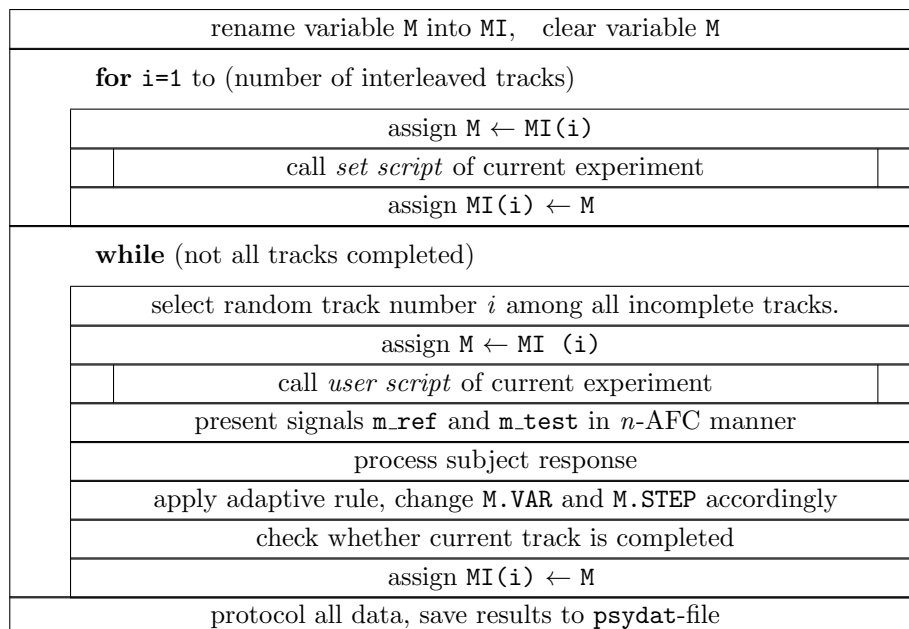 rename variable M into MI, clear variable M
for i=1 to (number of interleaved tracks)
assign M ← MI(i)
call set script of current experiment
assign MI(i) ← M
while (not all tracks completed)
select random track number i among all incomplete tracks.
assign M ← MI (i)
call user script of current experiment
present signals m_ref and m_test in n-AFC manner
process subject response
apply adaptive rule, change M.VAR and M.STEP accordingly
check whether current track is completed
assign MI(i) ← M
protocol all data, save results to psydat-file